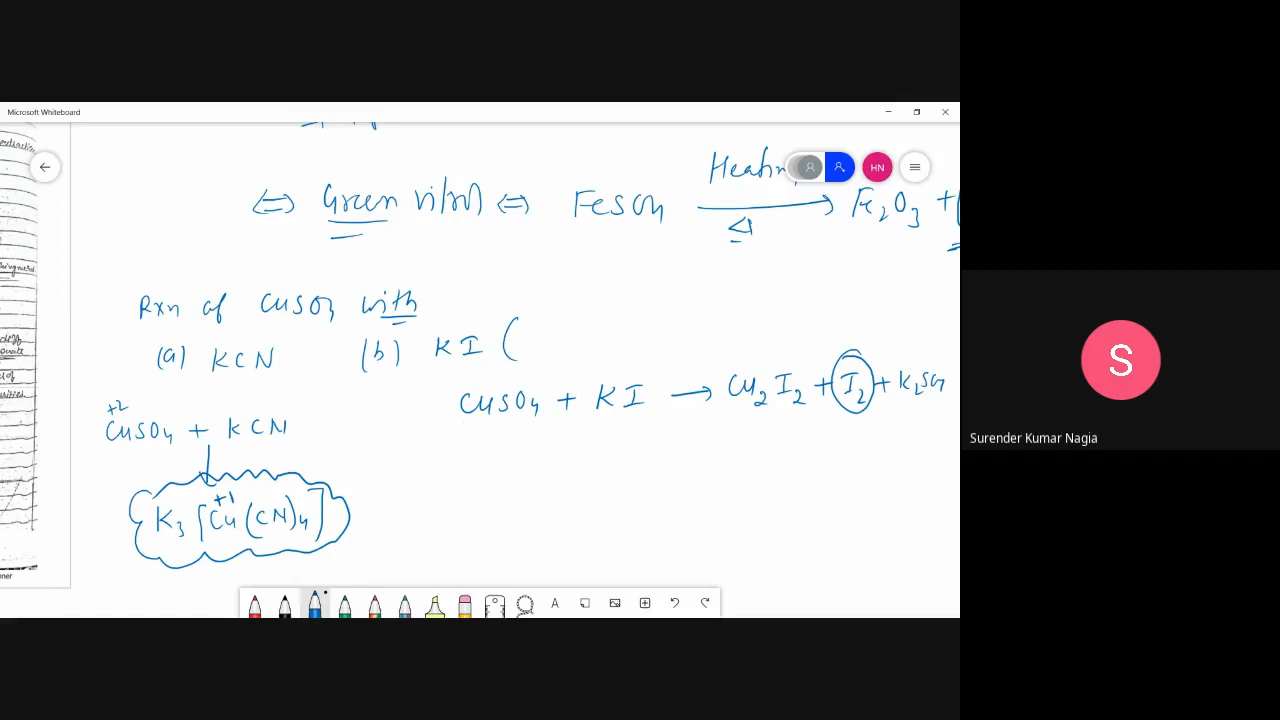 Microsoft Whiteboard
Heating
HN
⇔ Green vitriol ⇔ FeSO4 → Fe2O3 +
Δ
Rxn of CuSO4 with
(a) KCN (b) KI (
CuSO4 + KI → Cu2I2 + I2 + K2SO4
+2
CuSO4 + KCN
+1
K3[Cu(CN)4]
S
Surender Kumar Nagia
A